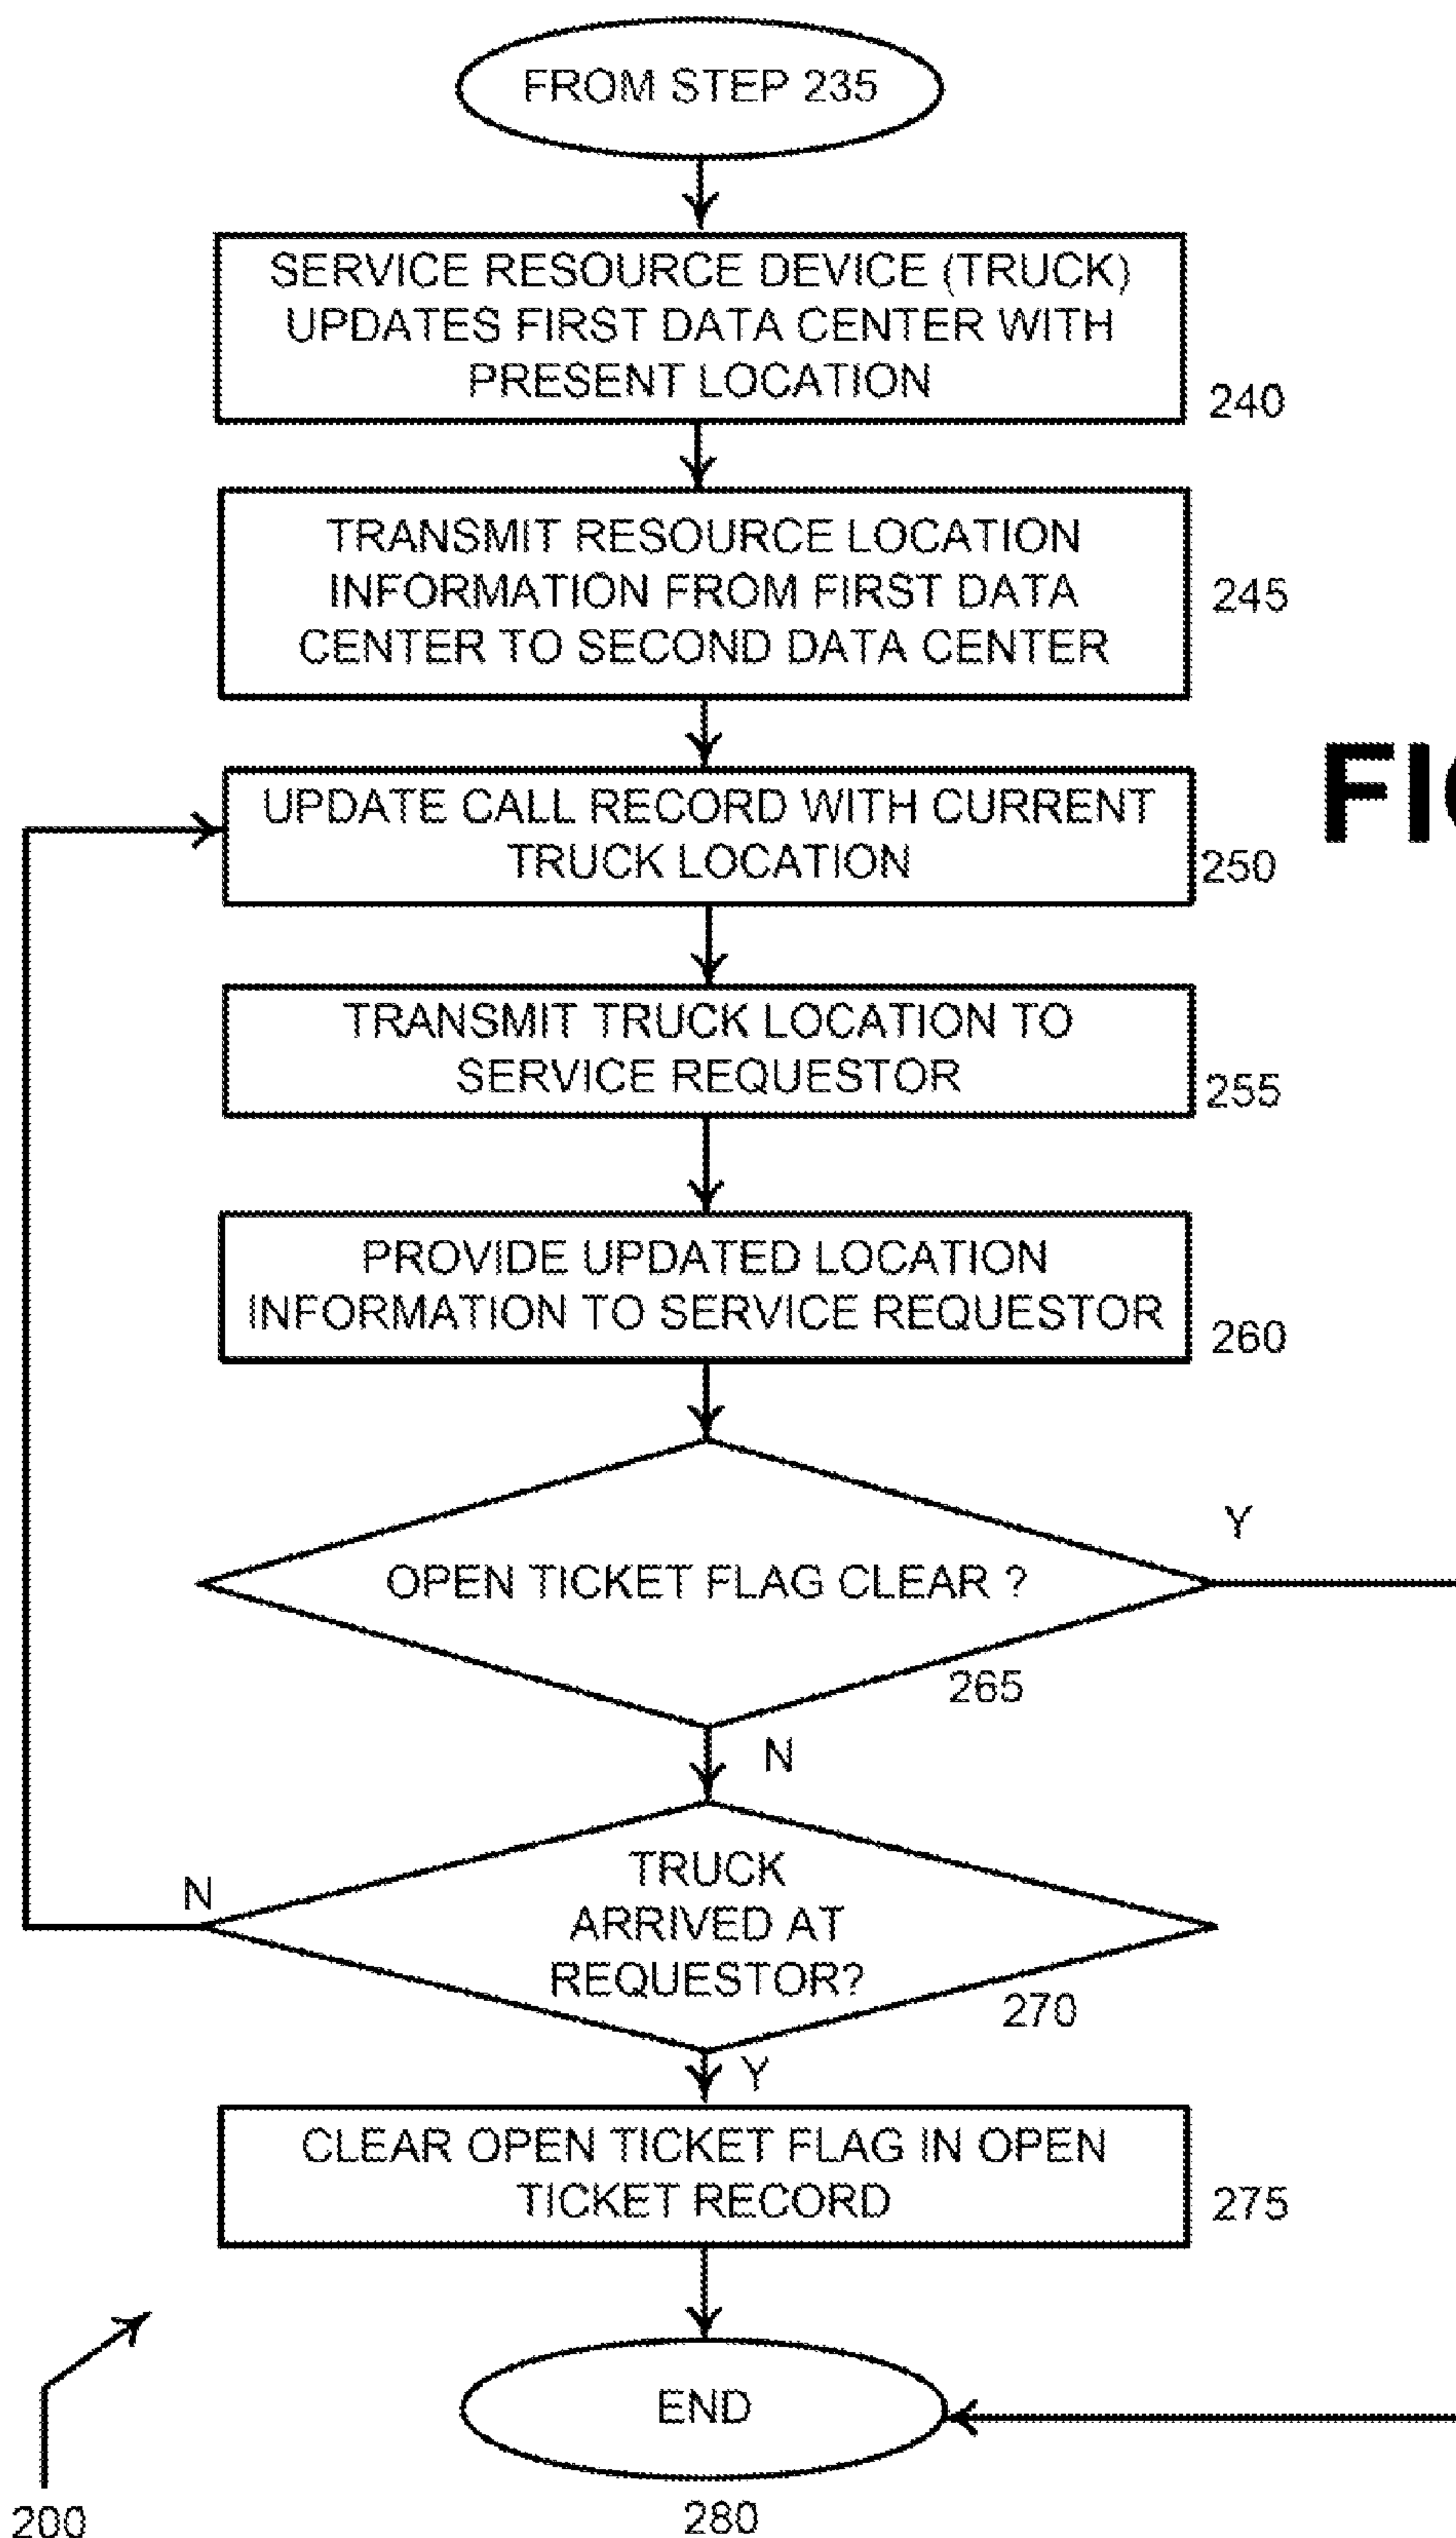 FROM STEP 235
SERVICE RESOURCE DEVICE (TRUCK)
UPDATES FIRST DATA CENTER WITH
PRESENT LOCATION
240
TRANSMIT RESOURCE LOCATION
INFORMATION FROM FIRST DATA
CENTER TO SECOND DATA CENTER
245
FIG
UPDATE CALL RECORD WITH CURRENT
TRUCK LOCATION
250
TRANSMIT TRUCK LOCATION TO
SERVICE REQUESTOR
255
PROVIDE UPDATED LOCATION
INFORMATION TO SERVICE REQUESTOR
260
Y
OPEN TICKET FLAG CLEAR ?
265
N
TRUCK
ARRIVED AT
REQUESTOR?
N
270
Y
CLEAR OPEN TICKET FLAG IN OPEN
TICKET RECORD
275
END
280
200